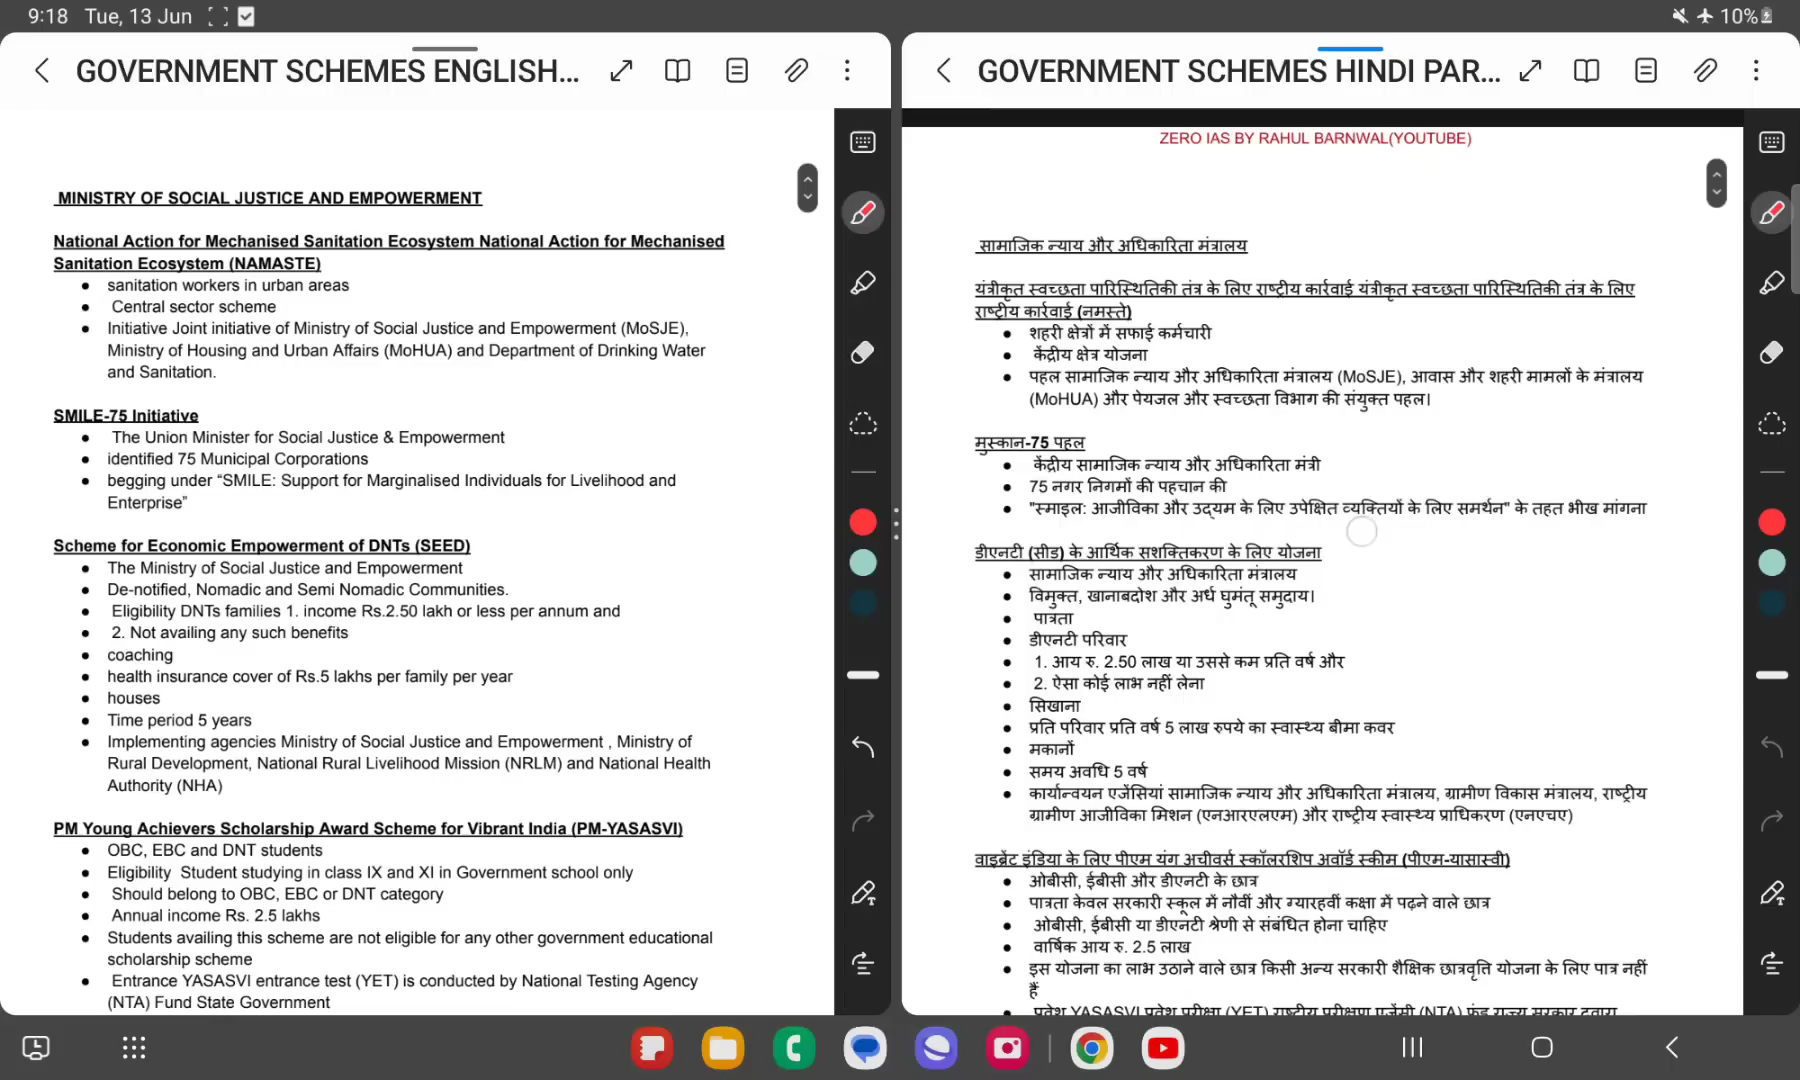 9:18 Tue, 13 Jun
10%
GOVERNMENT SCHEMES ENGLISH...
MINISTRY OF SOCIAL JUSTICE AND EMPOWERMENT
National Action for Mechanised Sanitation Ecosystem National Action for Mechanised
Sanitation Ecosystem (NAMASTE)
● sanitation workers in urban areas
● Central sector scheme
● Initiative Joint initiative of Ministry of Social Justice and Empowerment (MoSJE),
Ministry of Housing and Urban Affairs (MoHUA) and Department of Drinking Water
and Sanitation.
SMILE-75 Initiative
● The Union Minister for Social Justice & Empowerment
● identified 75 Municipal Corporations
● begging under “SMILE: Support for Marginalised Individuals for Livelihood and
Enterprise”
Scheme for Economic Empowerment of DNTs (SEED)
● The Ministry of Social Justice and Empowerment
● De-notified, Nomadic and Semi Nomadic Communities.
● Eligibility DNTs families 1. income Rs.2.50 lakh or less per annum and
● 2. Not availing any such benefits
● coaching
● health insurance cover of Rs.5 lakhs per family per year
● houses
● Time period 5 years
● Implementing agencies Ministry of Social Justice and Empowerment , Ministry of
Rural Development, National Rural Livelihood Mission (NRLM) and National Health
Authority (NHA)
PM Young Achievers Scholarship Award Scheme for Vibrant India (PM-YASASVI)
● OBC, EBC and DNT students
● Eligibility Student studying in class IX and XI in Government school only
● Should belong to OBC, EBC or DNT category
● Annual income Rs. 2.5 lakhs
● Students availing this scheme are not eligible for any other government educational
scholarship scheme
● Entrance YASASVI entrance test (YET) is conducted by National Testing Agency
(NTA) Fund State Government
GOVERNMENT SCHEMES HINDI PAR...
ZERO IAS BY RAHUL BARNWAL(YOUTUBE)
सामाजिक न्याय और अधिकारिता मंत्रालय
यंत्रीकृत स्वच्छता पारिस्थितिकी तंत्र के लिए राष्ट्रीय कार्रवाई यंत्रीकृत स्वच्छता पारिस्थितिकी तंत्र के लिए
राष्ट्रीय कार्रवाई (नमस्ते)
● शहरी क्षेत्रों में सफाई कर्मचारी
● केंद्रीय क्षेत्र योजना
● पहल सामाजिक न्याय और अधिकारिता मंत्रालय (MoSJE), आवास और शहरी मामलों के मंत्रालय
(MoHUA) और पेयजल और स्वच्छता विभाग की संयुक्त पहल।
मुस्कान-75 पहल
● केंद्रीय सामाजिक न्याय और अधिकारिता मंत्री
● 75 नगर निगमों की पहचान की
● "स्माइल: आजीविका और उद्यम के लिए उपेक्षित व्यक्तियों के लिए समर्थन" के तहत भीख मांगना
डीएनटी (सीड) के आर्थिक सशक्तिकरण के लिए योजना
● सामाजिक न्याय और अधिकारिता मंत्रालय
● विमुक्त, खानाबदोश और अर्ध घुमंतू समुदाय।
● पात्रता
● डीएनटी परिवार
● 1. आय रु. 2.50 लाख या उससे कम प्रति वर्ष और
● 2. ऐसा कोई लाभ नहीं लेना
● सिखाना
● प्रति परिवार प्रति वर्ष 5 लाख रुपये का स्वास्थ्य बीमा कवर
● मकानों
● समय अवधि 5 वर्ष
● कार्यान्वयन एजेंसियां सामाजिक न्याय और अधिकारिता मंत्रालय, ग्रामीण विकास मंत्रालय, राष्ट्रीय
ग्रामीण आजीविका मिशन (एनआरएलएम) और राष्ट्रीय स्वास्थ्य प्राधिकरण (एनएचए)
वाइब्रेंट इंडिया के लिए पीएम यंग अचीवर्स स्कॉलरशिप अवॉर्ड स्कीम (पीएम-यासास्वी)
● ओबीसी, ईबीसी और डीएनटी के छात्र
● पात्रता केवल सरकारी स्कूल में नौवीं और ग्यारहवीं कक्षा में पढ़ने वाले छात्र
● ओबीसी, ईबीसी या डीएनटी श्रेणी से संबंधित होना चाहिए
● वार्षिक आय रु. 2.5 लाख
● इस योजना का लाभ उठाने वाले छात्र किसी अन्य सरकारी शैक्षिक छात्रवृत्ति योजना के लिए पात्र नहीं
हैं
● प्रवेश YASASVI प्रवेश परीक्षा (YET) राष्ट्रीय परीक्षण एजेंसी (NTA) फंड राज्य सरकार द्वारा